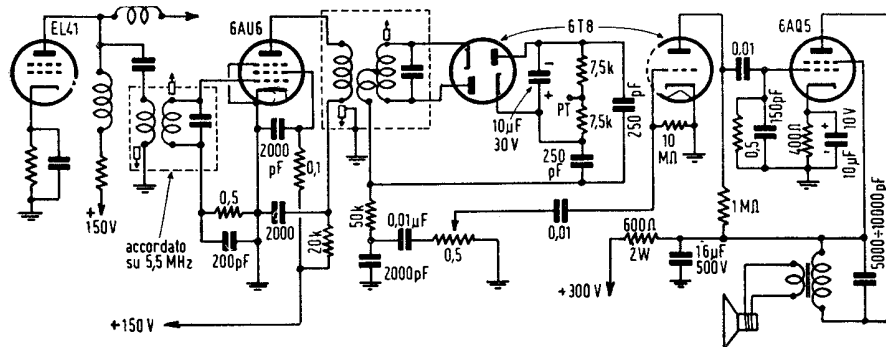 EL41
6AU6
6T8
6AQ5
+
150V
accordato
su 5,5 MHz
0,5
200pF
2000
pF
0,1
2000
20k
+150 V
50k
0,01µF
2000pF
0,5
10µF
30V
−
+
7,5k
PT
7,5k
250
pF
250
pF
10
MΩ
0,01
0,01
0,5
150pF
400Ω
+
10V
10µF
1MΩ
600Ω
2W
+300 V
16µF
500V
5000÷10000pF